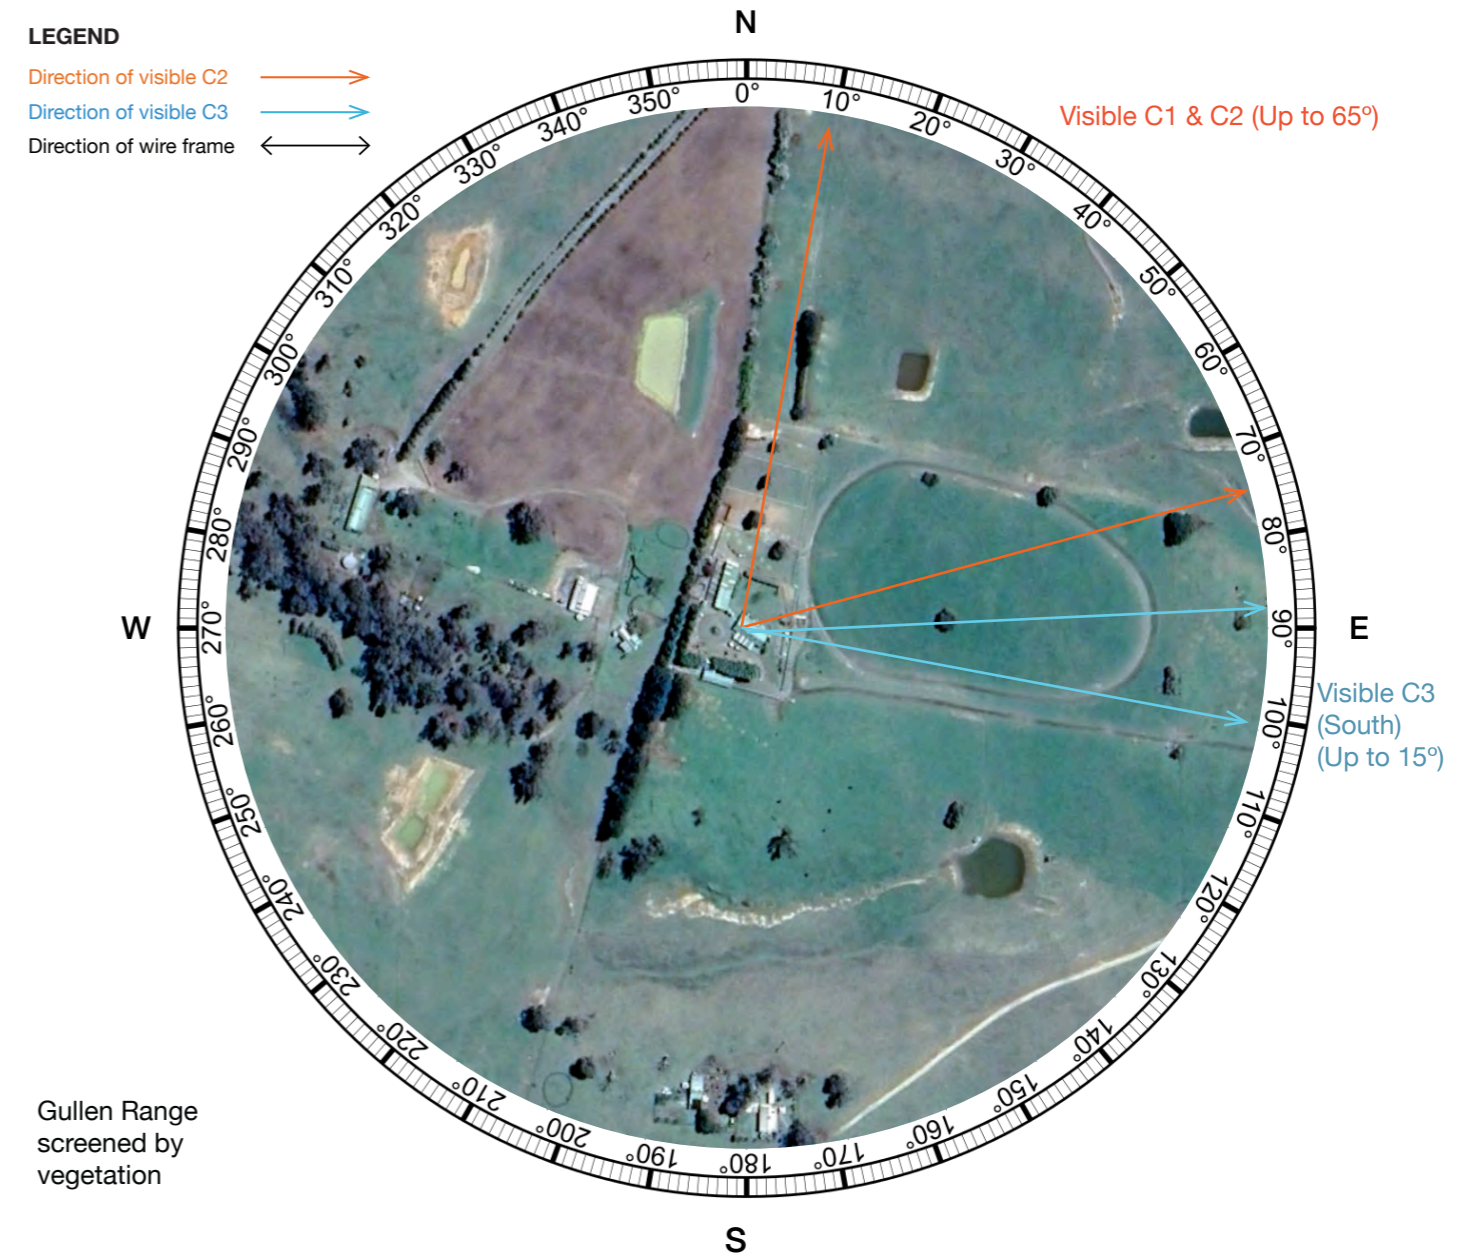 N
LEGEND
Direction of visible C2
Direction of visible C3
Direction of wire frame
Visible C1 & C2 (Up to 65º)
0°
10°
20°
30°
40°
50°
60°
70°
80°
90°
100°
110°
120°
130°
140°
150°
160°
170°
180°
190°
200°
210°
220°
230°
240°
250°
260°
270°
280°
290°
300°
310°
320°
330°
340°
350°
W
E
Visible C3
(South)
(Up to 15º)
Gullen Range
screened by
vegetation
S